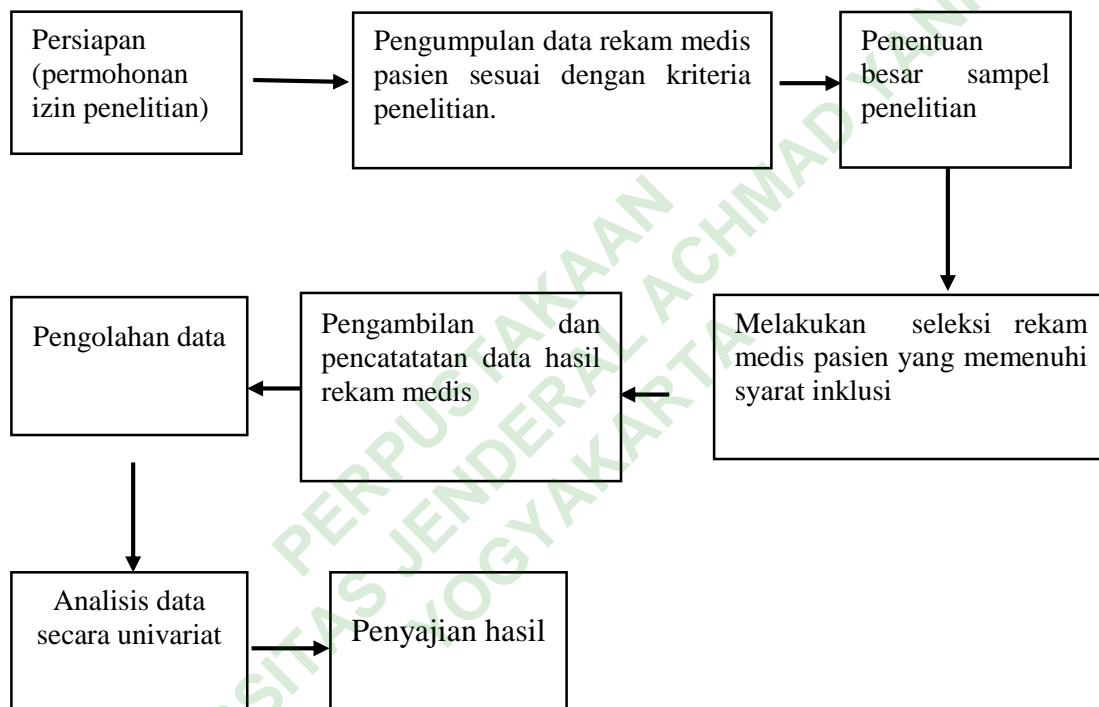 Persiapan
(permohonan
izin penelitian)
Pengumpulan data rekam medis
pasien sesuai dengan kriteria
penelitian.
Penentuan
besar sampel
penelitian
Melakukan seleksi rekam
medis pasien yang memenuhi
syarat inklusi
Pengambilan dan
pencatatatan data hasil
rekam medis
Pengolahan data
Analisis data
secara univariat
Penyajian hasil
PERPUSTAKAAN
SITAS JENDERAL ACHMAD YANI
YOGYAKARTA